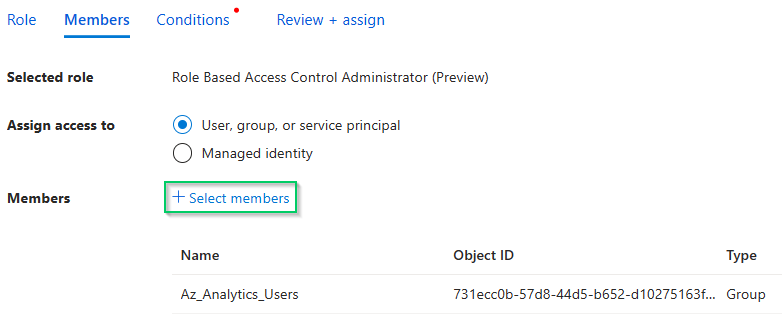 Role Members Conditions Review + assign
Selected role Role Based Access Control Administrator (Preview)
Assign access to User, group, or service principal
Managed identity
Members + Select members
Name Object ID Type
Az_Analytics_Users 731ecc0b-57d8-44d5-b652-d10275163f... Group